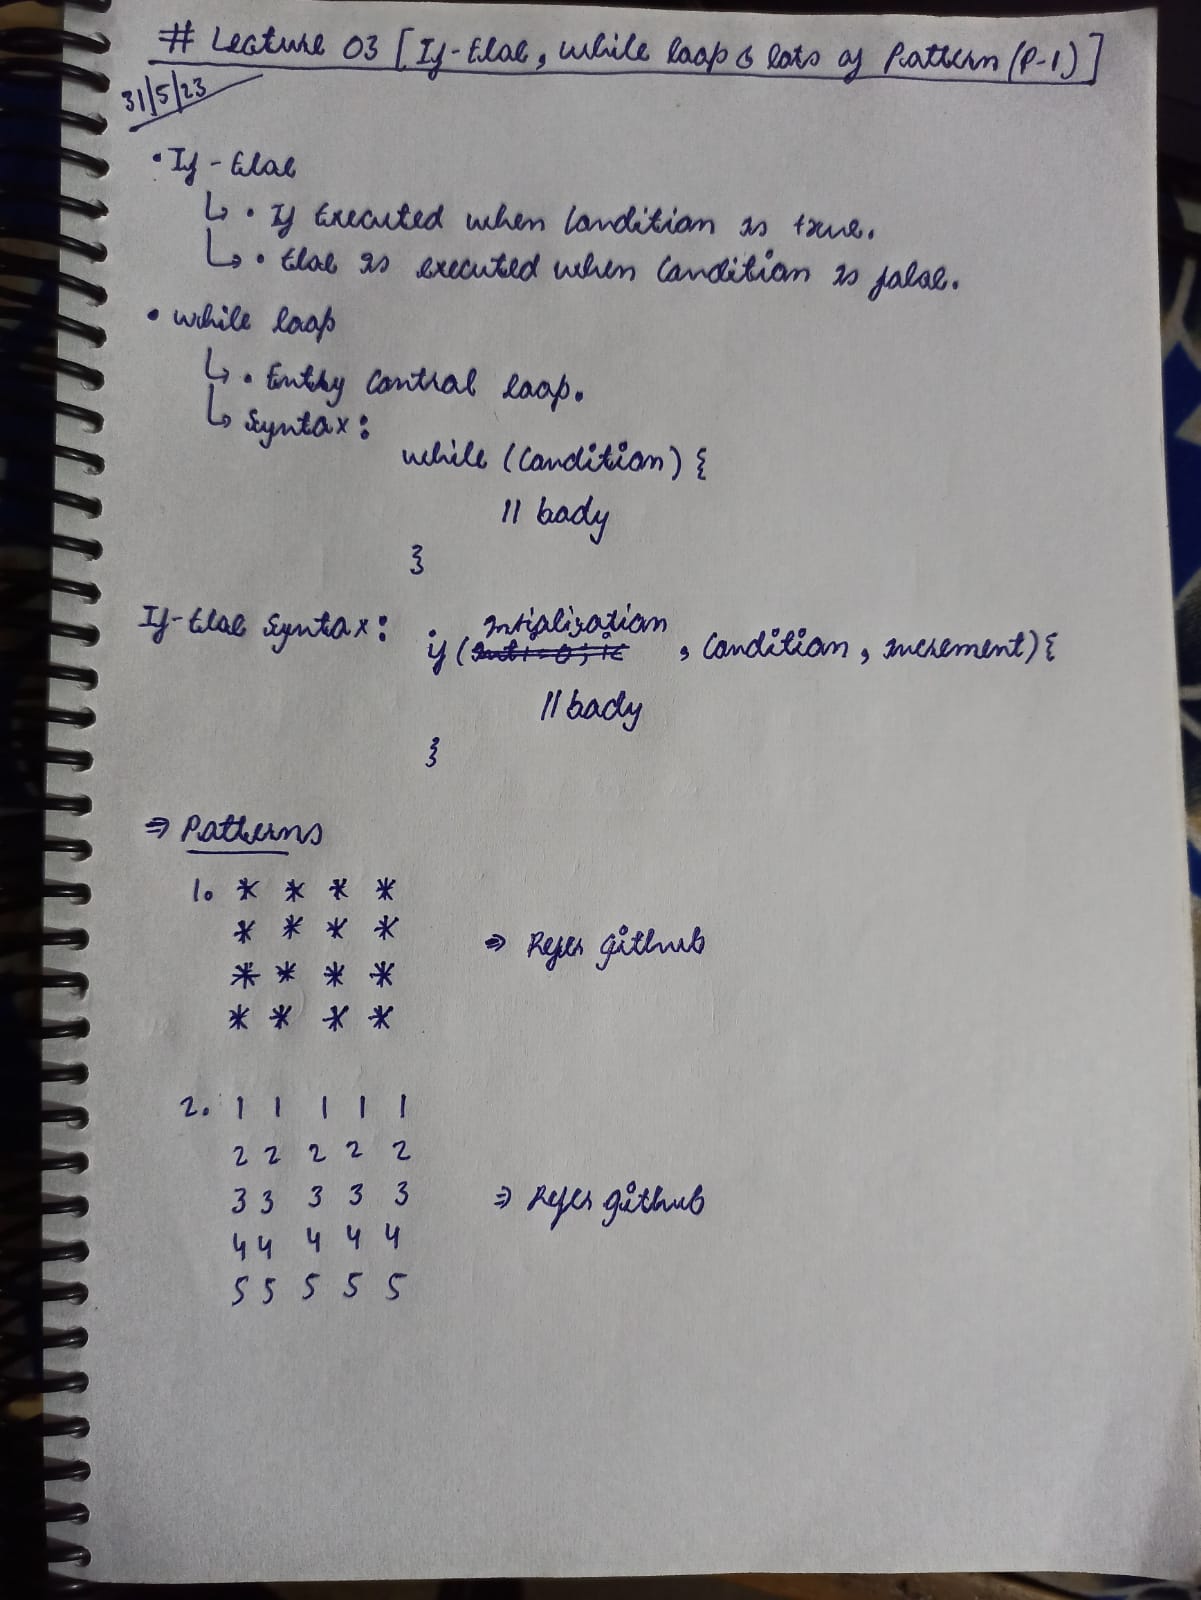 # Lecture 03 [If-Else, while loop & lots of Pattern (P-1)]
31/5/23
• If-Else
↳ • If Executed when Condition is true.
↳ • Else is executed when Condition is false.
• while loop
↳ • Entry Control loop.
↳ Syntax:
while (Condition) {
// body
}
If-Else Syntax: if (intialization, Condition, increment) {
// body
}
⇒ Patterns
1. * * * *
* * * *
* * * * ⇒ Refer github
* * * *
2. 1 1 1 1 1
2 2 2 2 2
3 3 3 3 3 ⇒ Refer github
4 4 4 4 4
5 5 5 5 5